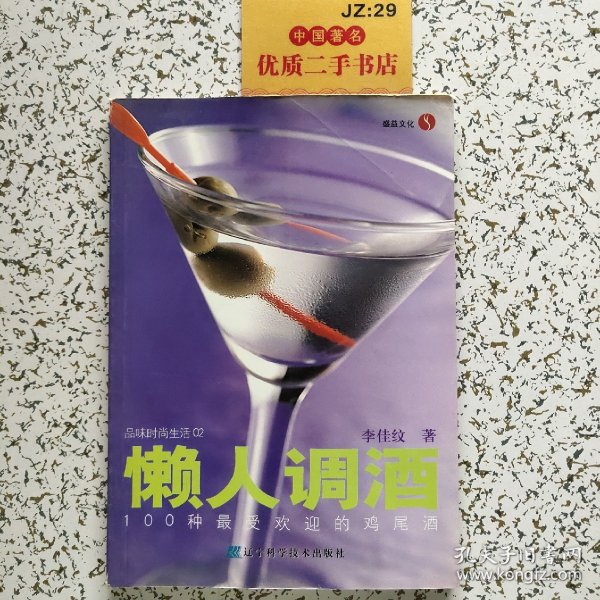 JZ:29
中国著名
优质二手书店
盛益文化
品味时尚生活02
李佳纹 著
懒人调酒
100种最受欢迎的鸡尾酒
辽宁科学技术出版社
孔夫子旧书网
www.kongfz.com